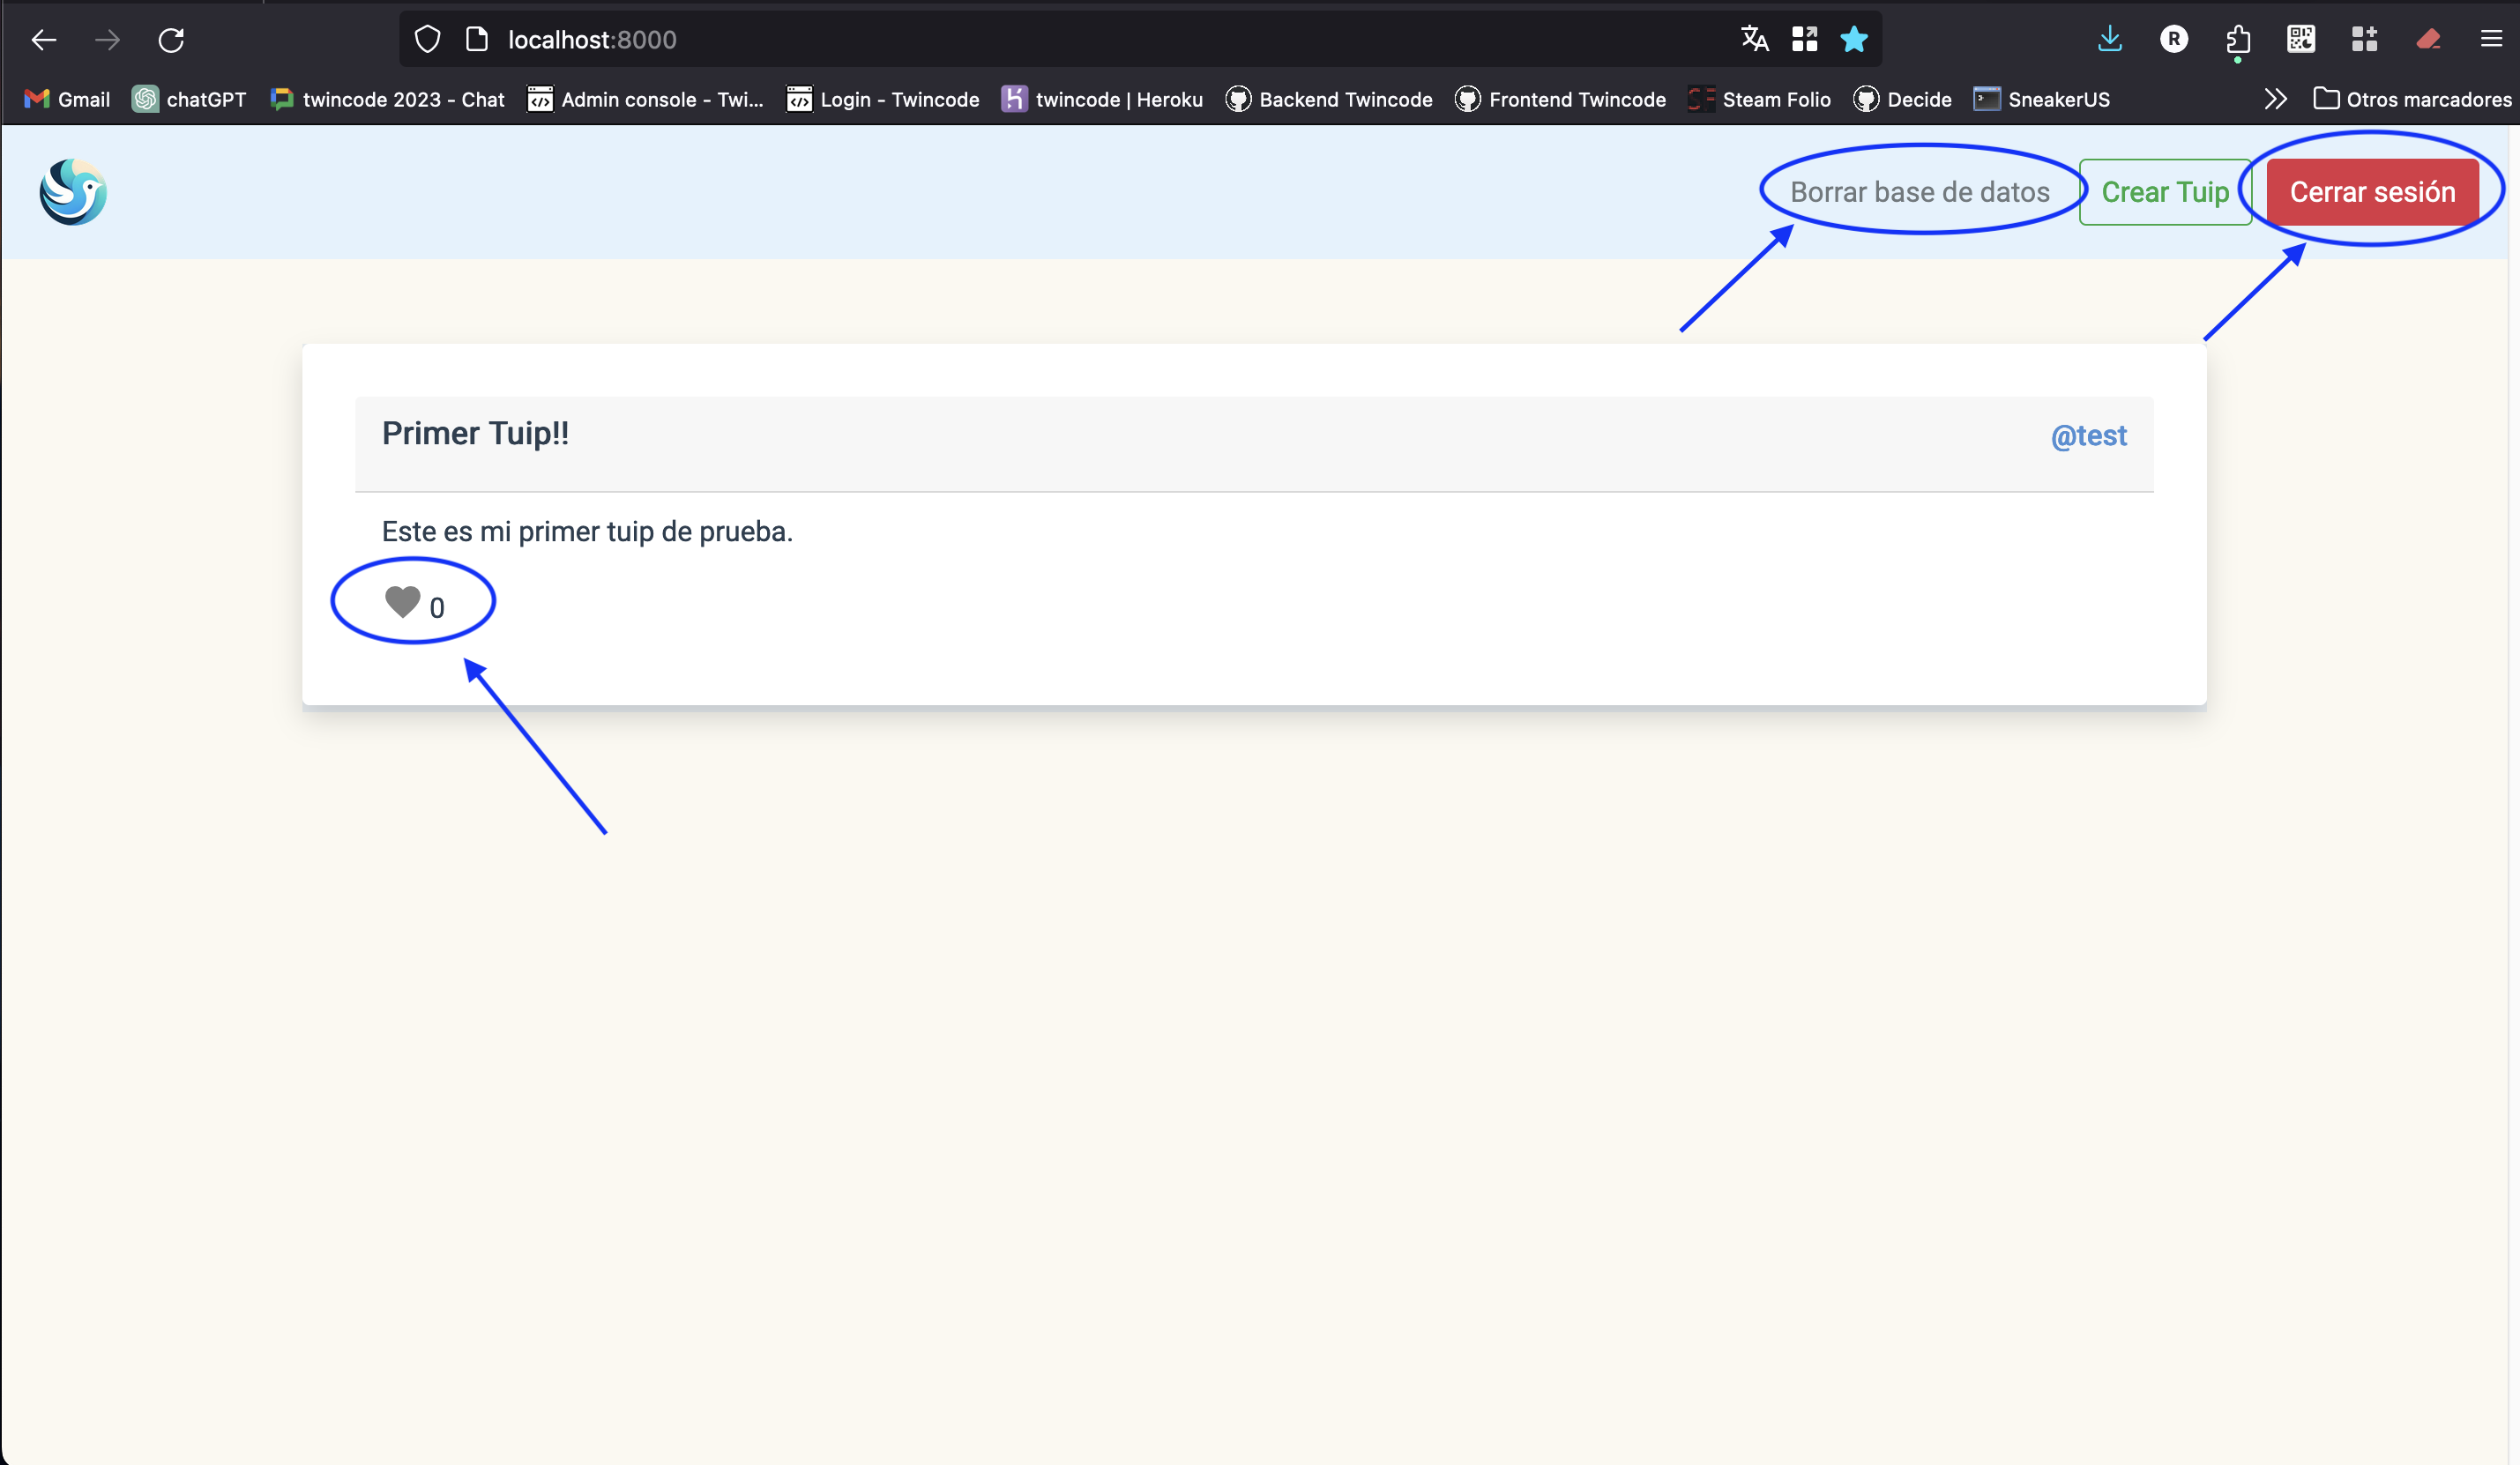 localhost:8000
R
Gmail chatGPT twincode 2023 - Chat Admin console - Twi... Login - Twincode twincode | Heroku Backend Twincode Frontend Twincode SF Steam Folio Decide SneakerUS Otros marcadores
Borrar base de datos Crear Tuip Cerrar sesión
Primer Tuip!! @test
Este es mi primer tuip de prueba.
0